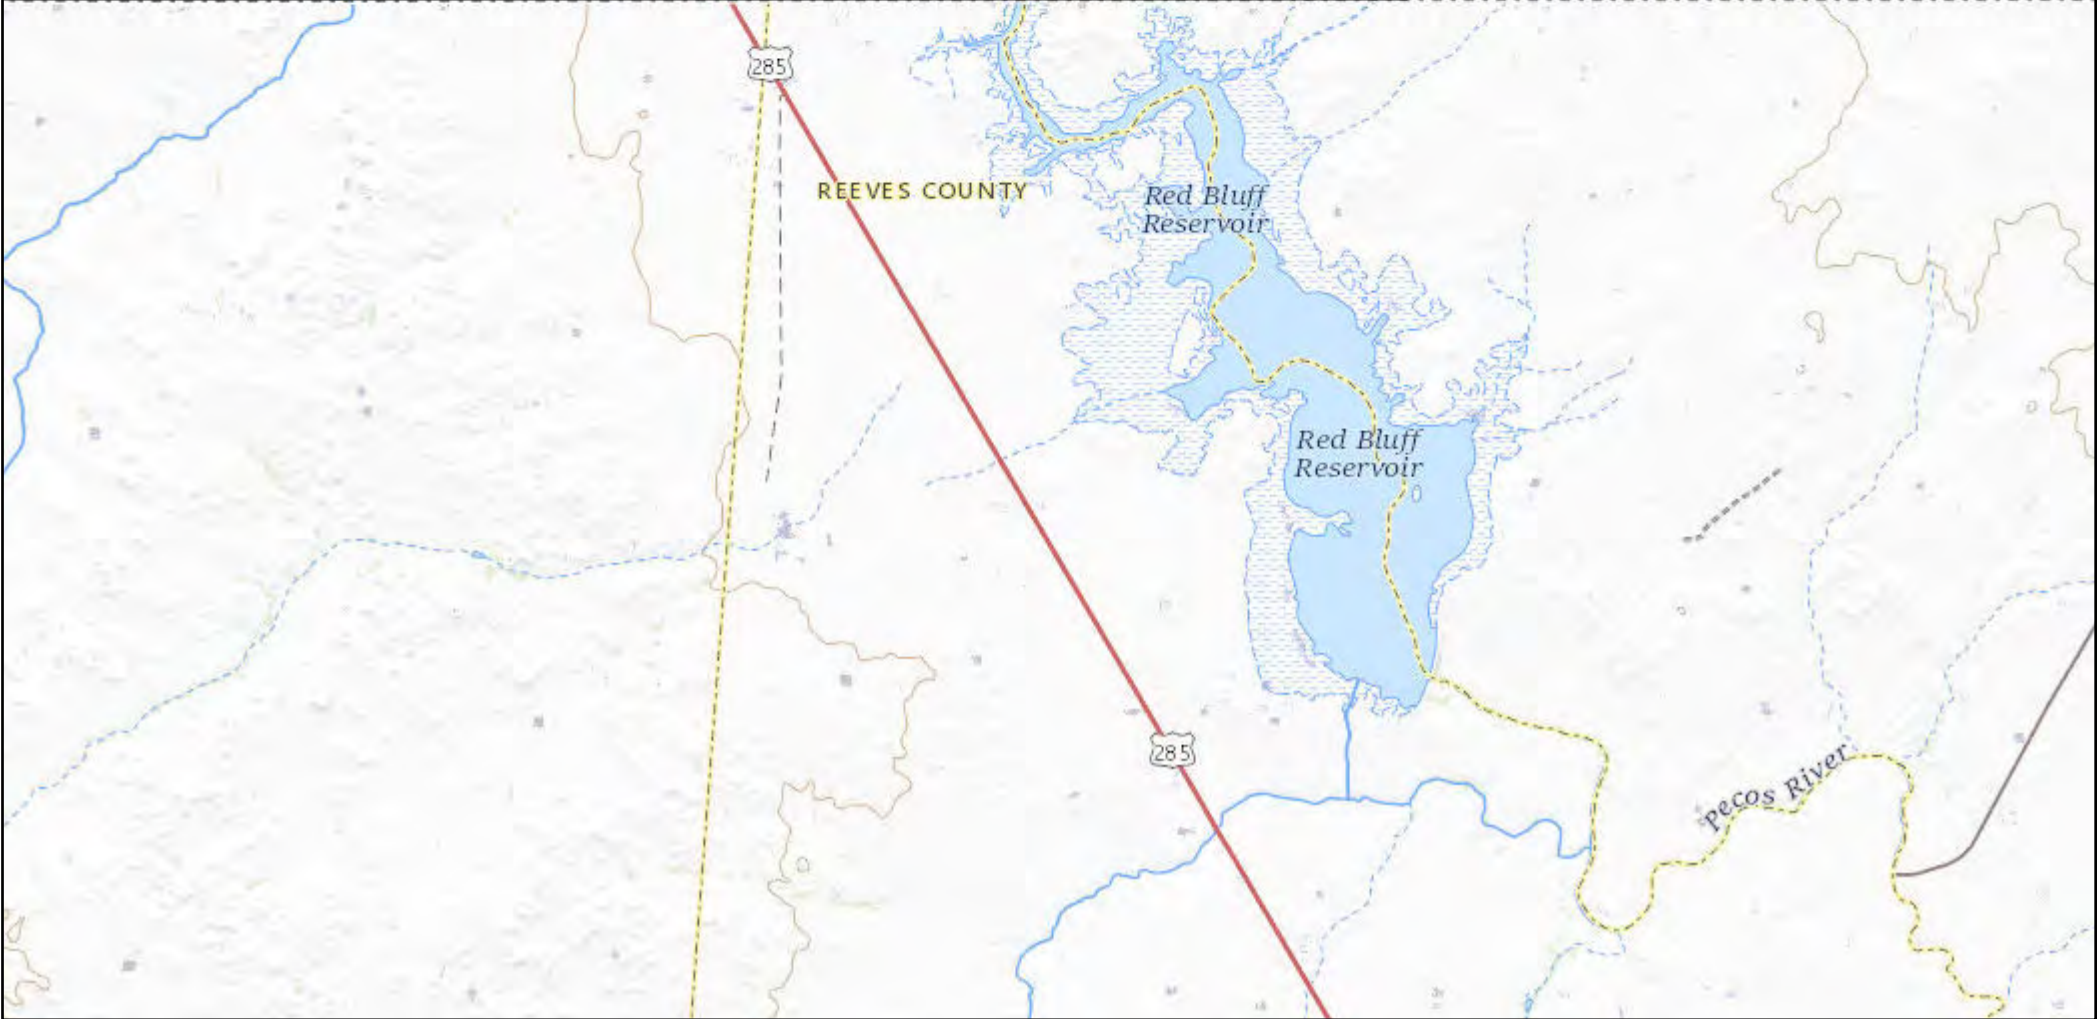 285
REEVES COUNTY
Red Bluff
Reservoir
Red Bluff
Reservoir
285
Pecos River